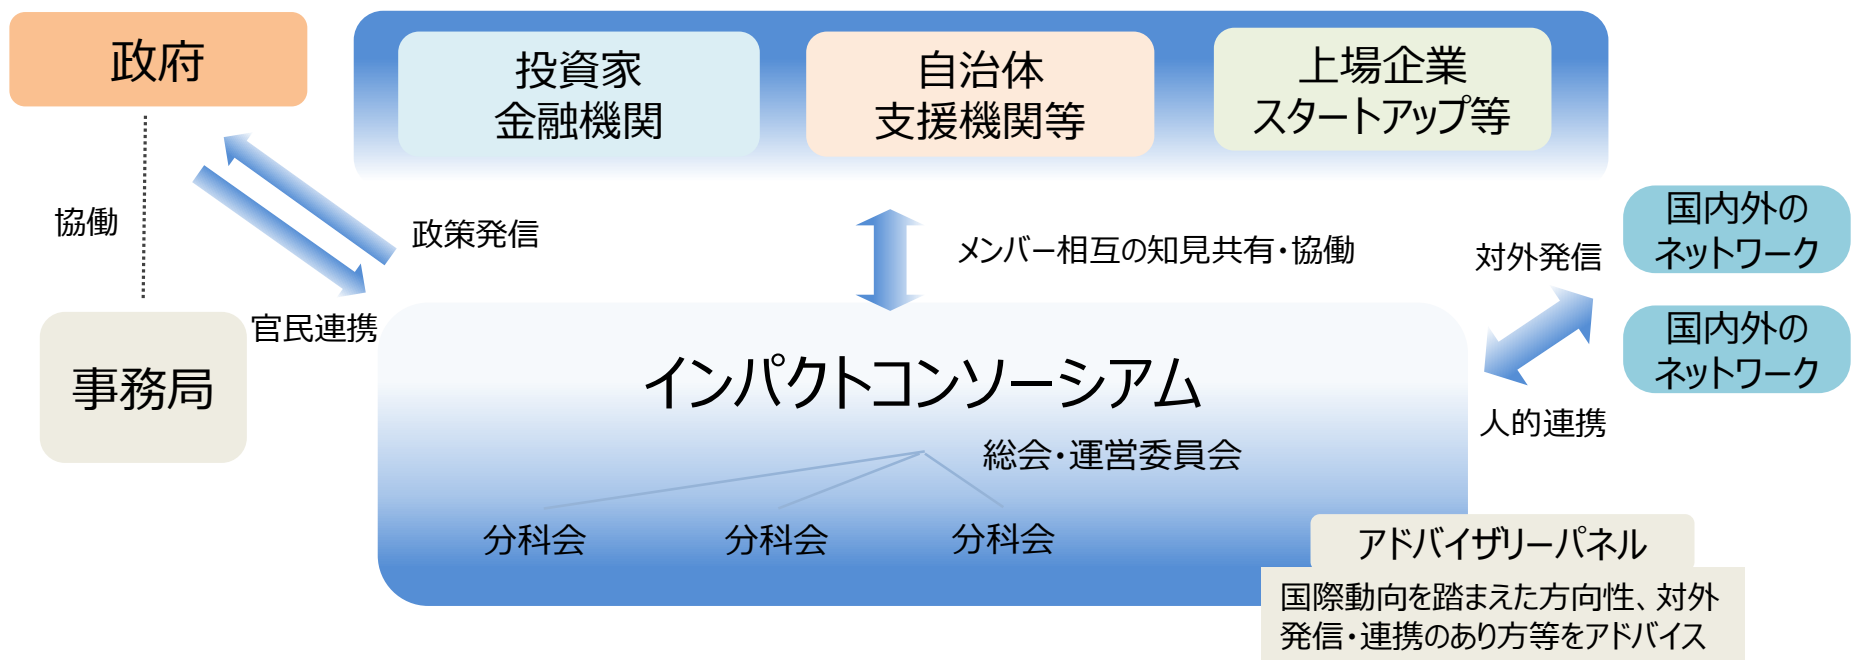 政府
投資家
金融機関
自治体
支援機関等
上場企業
スタートアップ等
協働
政策発信
官民連携
メンバー相互の知見共有・協働
対外発信
国内外の
ネットワーク
国内外の
ネットワーク
人的連携
事務局
インパクトコンソーシアム
総会・運営委員会
分科会
分科会
分科会
アドバイザリーパネル
国際動向を踏まえた方向性、対外
発信・連携のあり方等をアドバイス